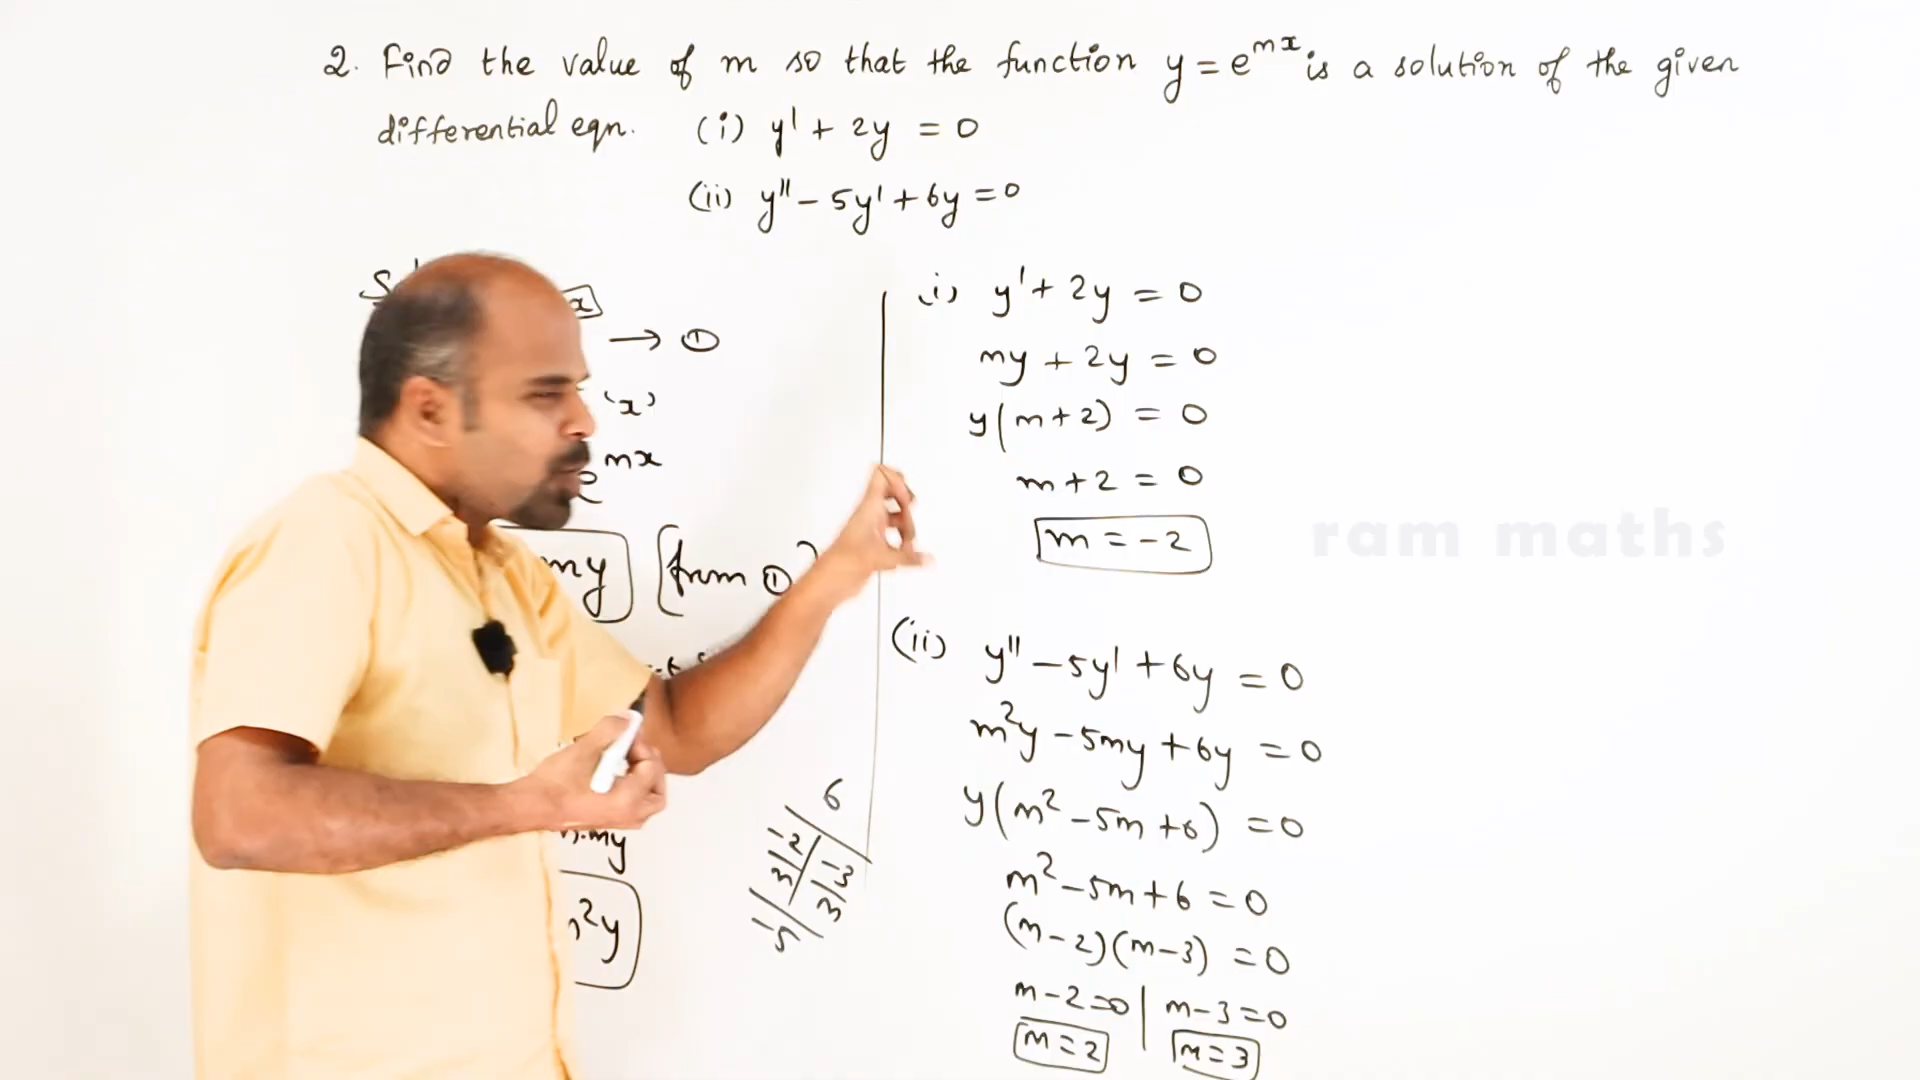 2. Find the value of m so that the function y = e^{mx} is a solution of the given
differential eqn. (i) y' + 2y = 0
(ii) y'' - 5y' + 6y = 0
x
→ ①
'x'
e^{mx}
my (from ①)
6
-2 -3
-5
my
²y
(i) y' + 2y = 0
my + 2y = 0
y(m+2) = 0
m+2 = 0
m = -2
(ii) y'' - 5y' + 6y = 0
m²y - 5my + 6y = 0
y(m² - 5m + 6) = 0
m² - 5m + 6 = 0
(m-2)(m-3) = 0
m-2=0 | m-3=0
m=2 m=3
ram maths